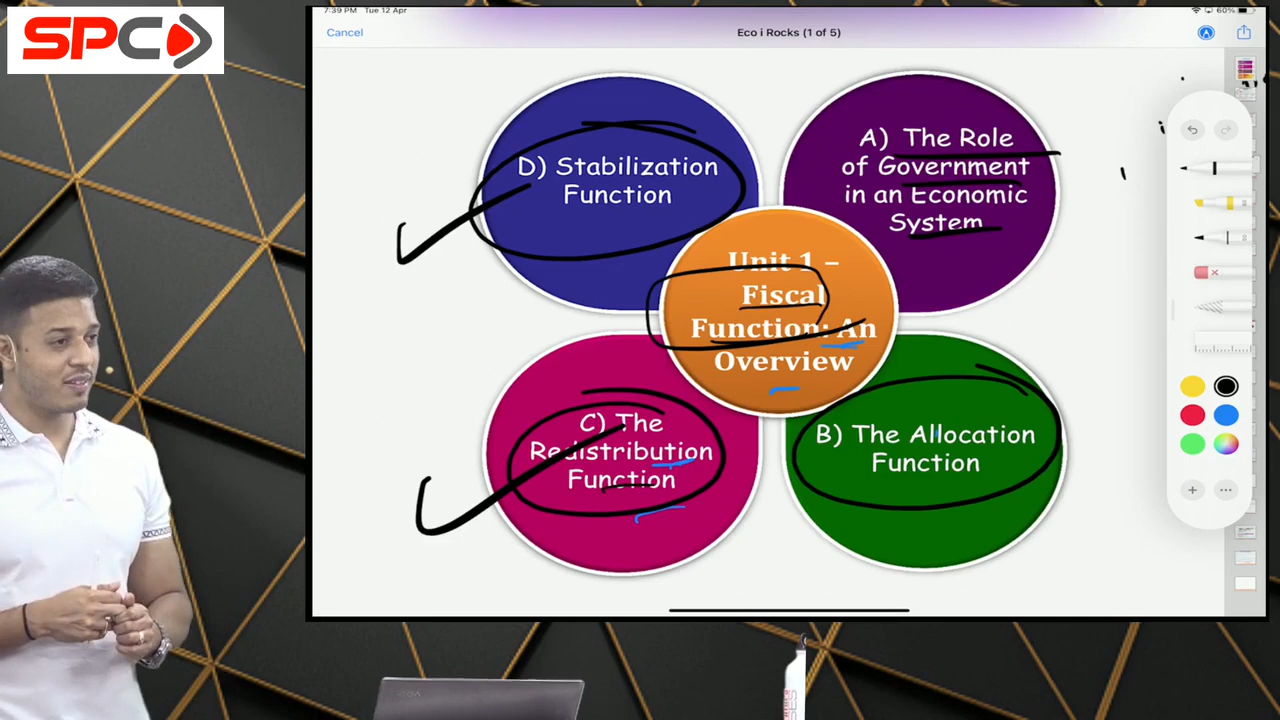 SPC
7:39 PM Tue 12 Apr
60%
Cancel
Eco i Rocks (1 of 5)
D) Stabilization
Function
A) The Role
of Government
in an Economic
System
Unit 1 –
Fiscal
Function: An
Overview
C) The
Redistribution
Function
B) The Allocation
Function